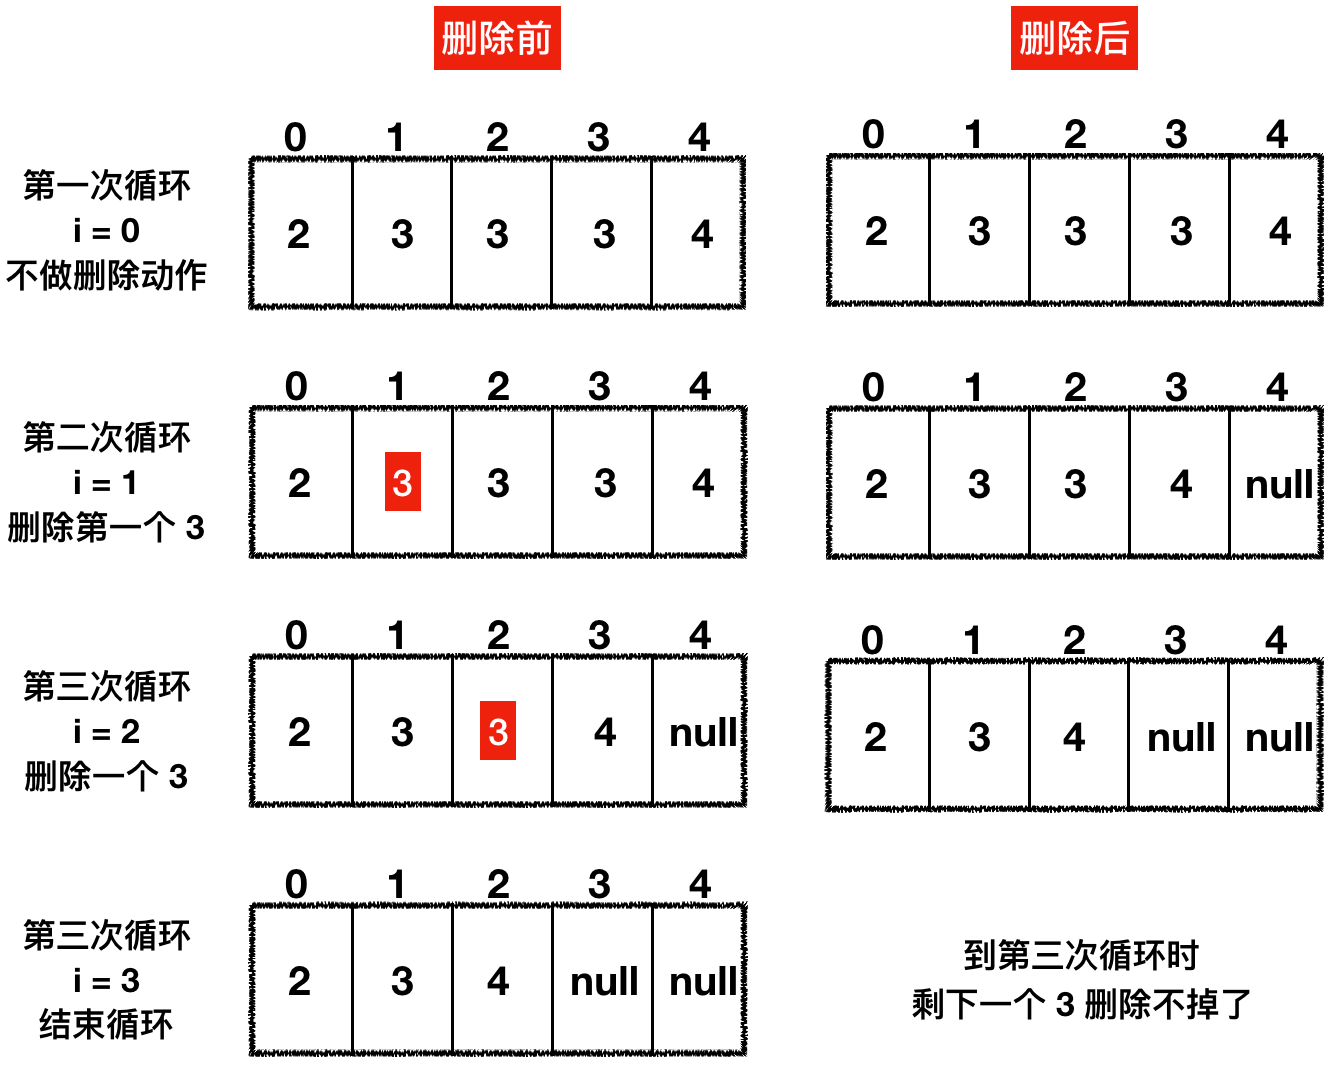 删除前
删除后
0 1 2 3 4
0 1 2 3 4
第一次循环
i = 0
不做删除动作
2 3 3 3 4
2 3 3 3 4
0 1 2 3 4
0 1 2 3 4
第二次循环
i = 1
删除第一个 3
2 3 3 3 4
2 3 3 4 null
0 1 2 3 4
0 1 2 3 4
第三次循环
i = 2
删除一个 3
2 3 3 4 null
2 3 4 null null
0 1 2 3 4
第三次循环
i = 3
结束循环
2 3 4 null null
到第三次循环时
剩下一个 3 删除不掉了